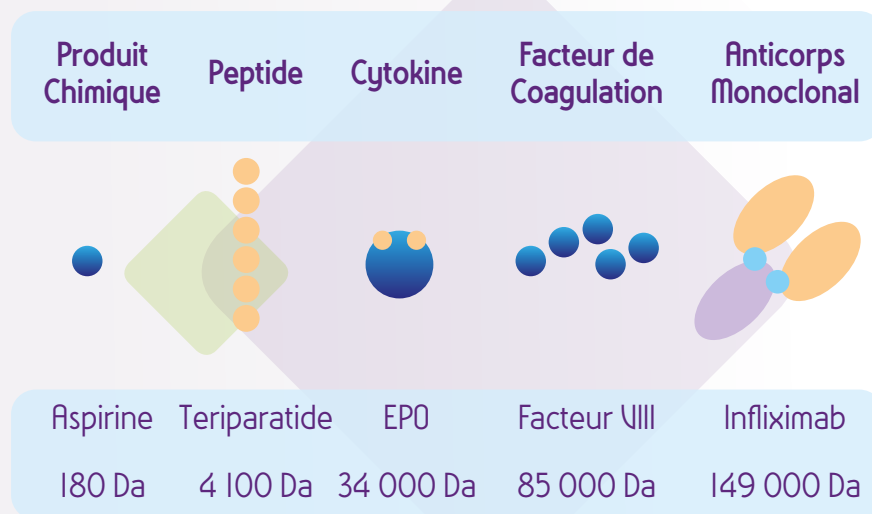 Produit
Chimique
Peptide
Cytokine
Facteur de
Coagulation
Anticorps
Monoclonal
Aspirine Teriparatide EPO Facteur VIII Infliximab
180 Da 4 100 Da 34 000 Da 85 000 Da 149 000 Da